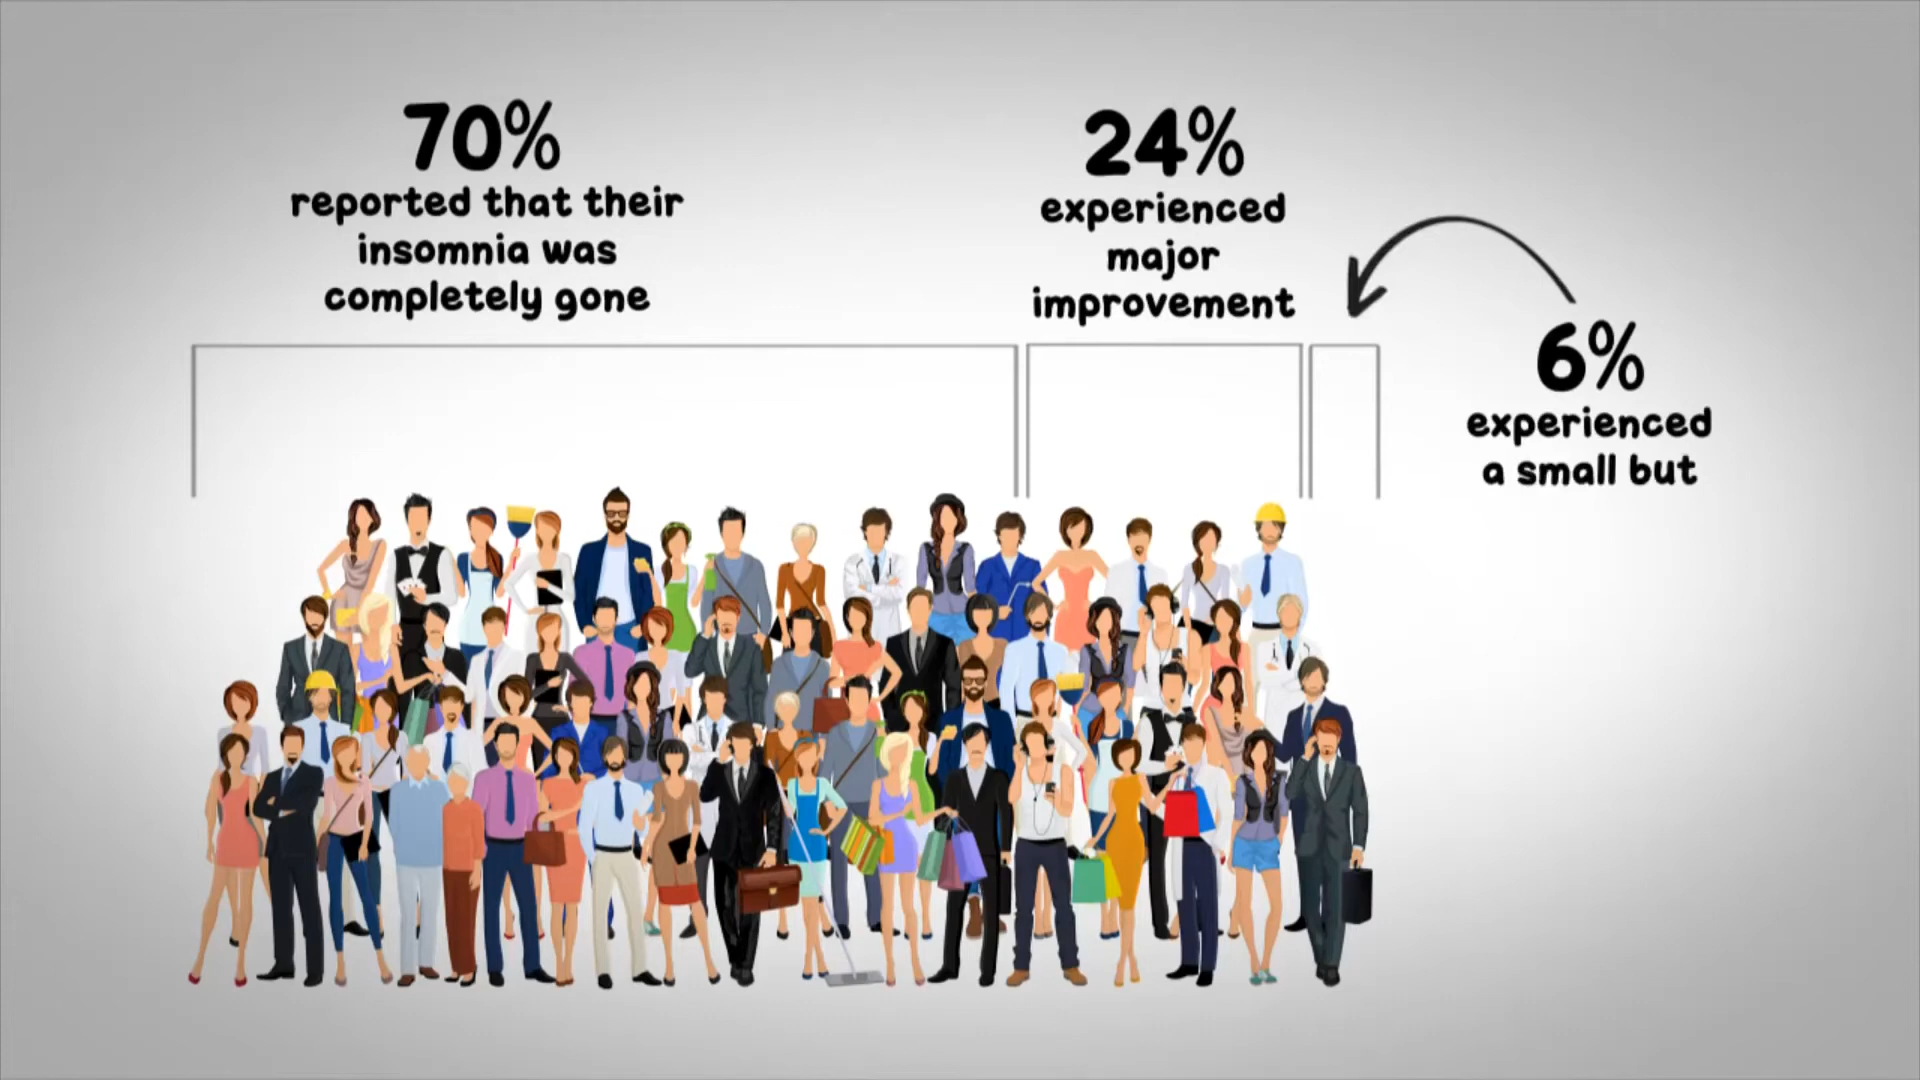 70%
reported that their
insomnia was
completely gone
24%
experienced
major
improvement
6%
experienced
a small but